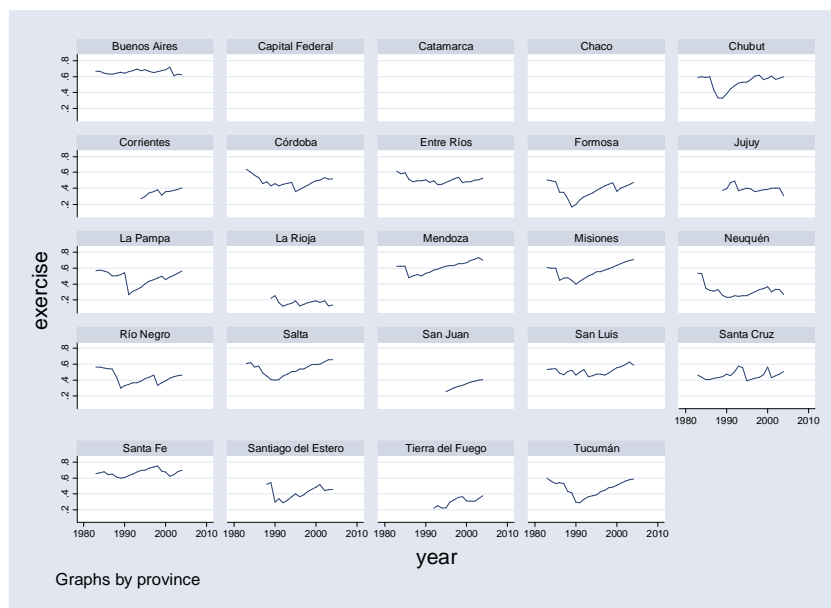 Buenos Aires Capital Federal Catamarca Chaco Chubut
.8
.6
.4
.2
Corrientes Córdoba Entre Ríos Formosa Jujuy
.8
.6
.4
.2
La Pampa La Rioja Mendoza Misiones Neuquén
.8
.6
.4
.2
exercise
Río Negro Salta San Juan San Luis Santa Cruz
.8
.6
.4
.2
1980 1990 2000 2010
Santa Fe Santiago del Estero Tierra del Fuego Tucumán
.8
.6
.4
.2
1980 1990 2000 2010 1980 1990 2000 2010 1980 1990 2000 2010 1980 1990 2000 2010
year
Graphs by province